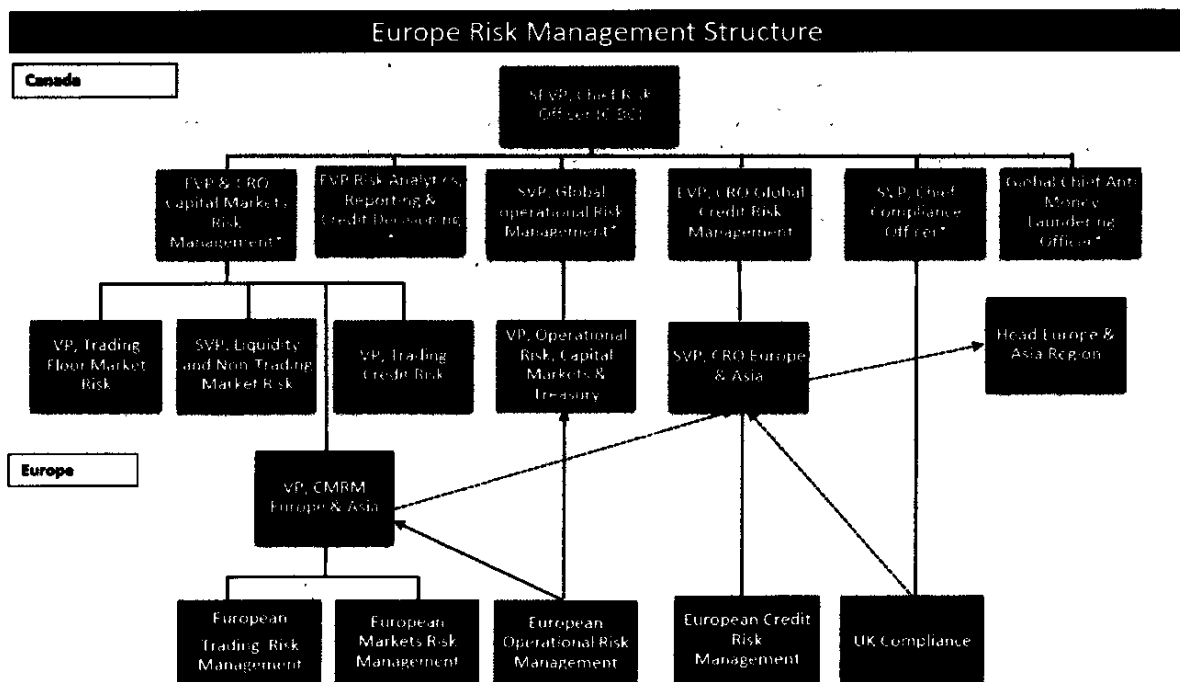 Europe Risk Management Structure
Canada
SEVP, Chief Risk
Officer (CIBC)
EVP & CRO
Capital Markets
Risk
Management*
EVP Risk Analytics,
Reporting &
Credit Decisioning
*
SVP, Global
operational Risk
Management*
EVP, CRO Global
Credit Risk
Management
SVP, Chief
Compliance
Officer*
Global Chief Anti
Money
Laundering
Officer*
VP, Trading
Floor Market
Risk
SVP, Liquidity
and Non-Trading
Market Risk
VP, Trading
Credit Risk
VP, Operational
Risk, Capital
Markets &
Treasury
SVP, CRO Europe
& Asia
Head Europe &
Asia Region
Europe
VP, CMRM
Europe & Asia
European
Trading Risk
Management
European
Markets Risk
Management
European
Operational Risk
Management
European Credit
Risk
Management
UK Compliance